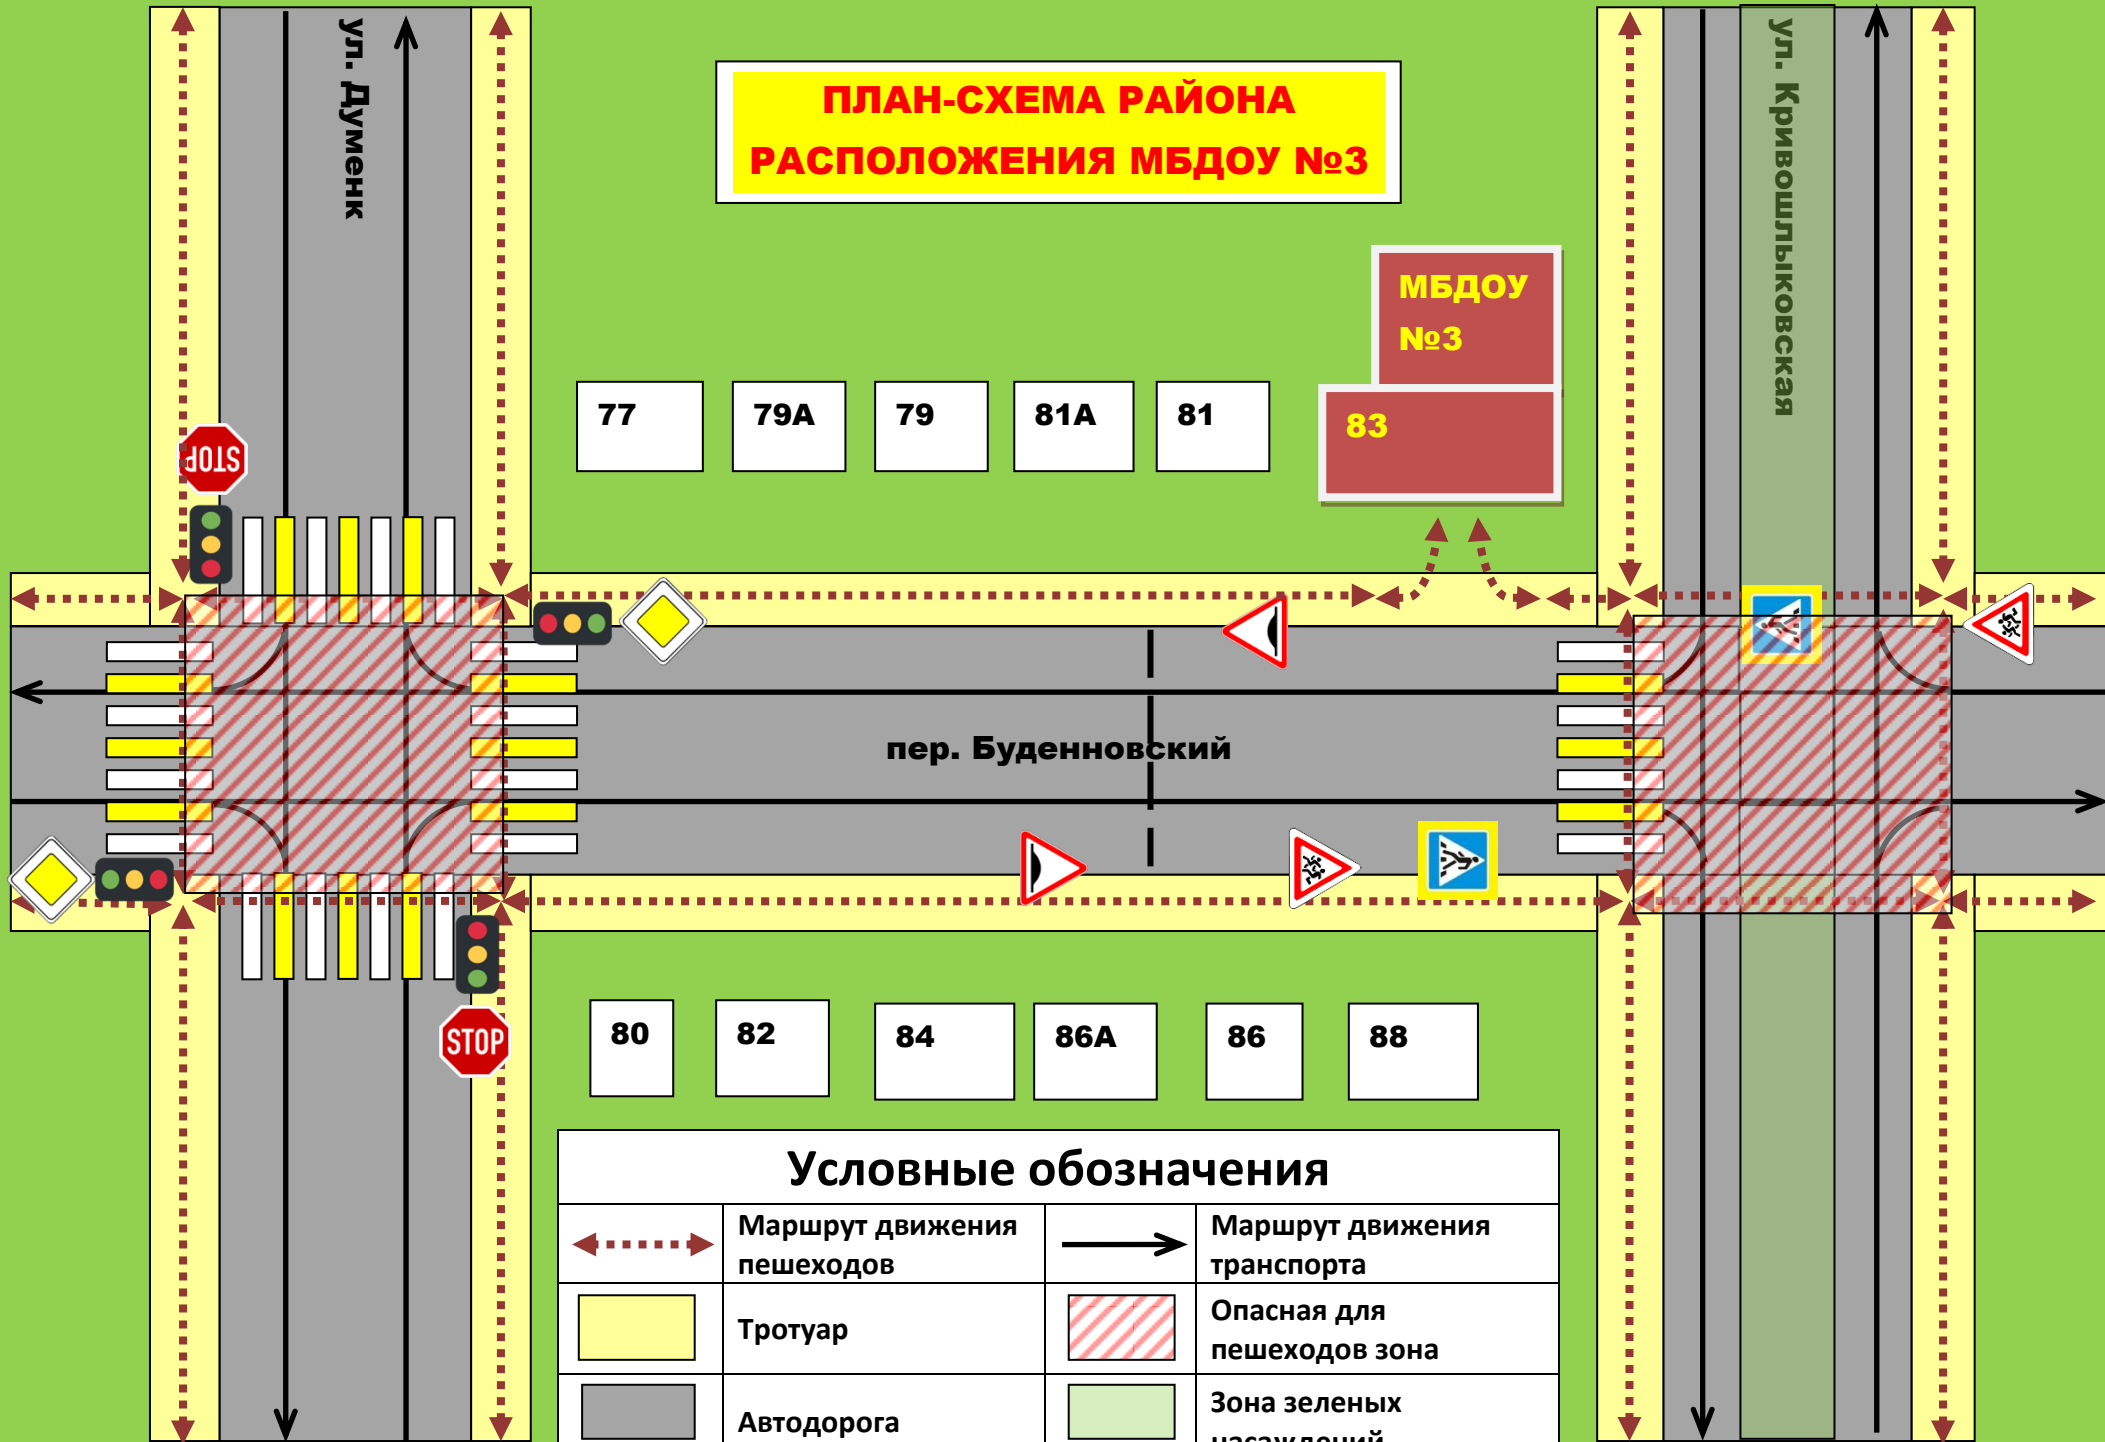 ПЛАН-СХЕМА РАЙОНА
РАСПОЛОЖЕНИЯ МБДОУ №3
ул. Думенк
ул. Кривошлыковская
МБДОУ
№3
77
79А
79
81А
81
83
STOP
пер. Буденновский
STOP
80
82
84
86А
86
88
Условные обозначения
Маршрут движения
пешеходов
Маршрут движения
транспорта
Тротуар
Опасная для
пешеходов зона
Автодорога
Зона зеленых
насаждений